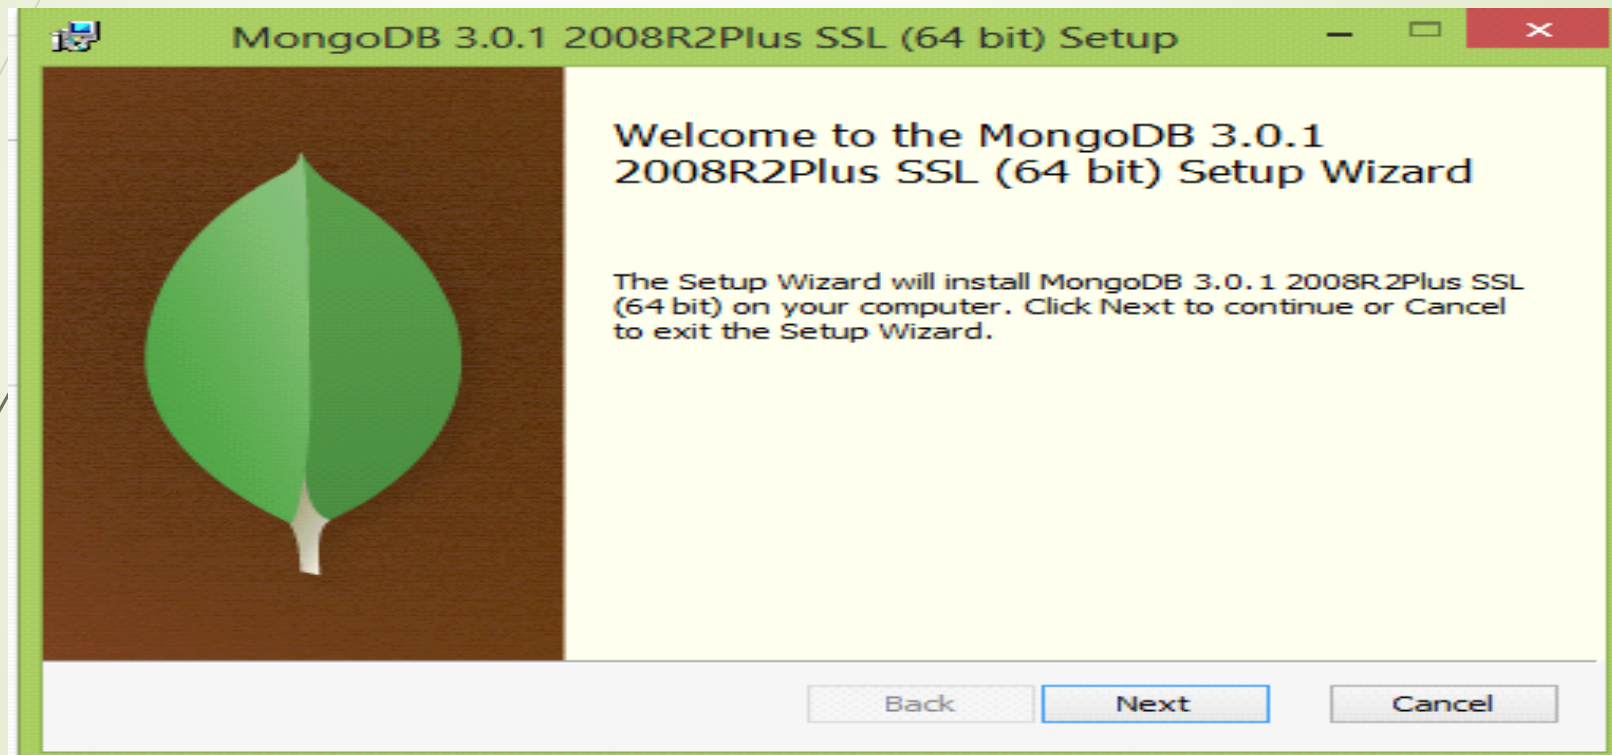 MongoDB 3.0.1 2008R2Plus SSL (64 bit) Setup
Welcome to the MongoDB 3.0.1
2008R2Plus SSL (64 bit) Setup Wizard
The Setup Wizard will install MongoDB 3.0.1 2008R2Plus SSL
(64 bit) on your computer. Click Next to continue or Cancel
to exit the Setup Wizard.
Back Next Cancel